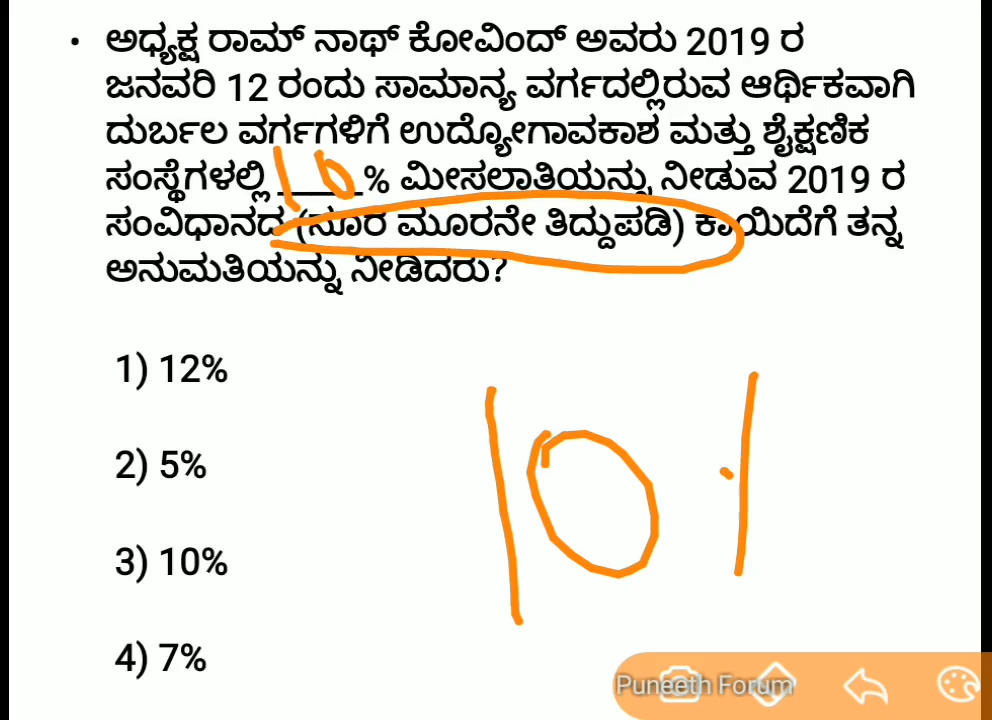 • ಅಧ್ಯಕ್ಷ ರಾಮ್ ನಾಥ್ ಕೋವಿಂದ್ ಅವರು 2019 ರ
ಜನವರಿ 12 ರಂದು ಸಾಮಾನ್ಯ ವರ್ಗದಲ್ಲಿರುವ ಆರ್ಥಿಕವಾಗಿ
ದುರ್ಬಲ ವರ್ಗಗಳಿಗೆ ಉದ್ಯೋಗಾವಕಾಶ ಮತ್ತು ಶೈಕ್ಷಣಿಕ
ಸಂಸ್ಥೆಗಳಲ್ಲಿ 10 % ಮೀಸಲಾತಿಯನ್ನು ನೀಡುವ 2019 ರ
ಸಂವಿಧಾನದ (ನೂರ ಮೂರನೇ ತಿದ್ದುಪಡಿ) ಕಾಯಿದೆಗೆ ತನ್ನ
ಅನುಮತಿಯನ್ನು ನೀಡಿದರು?
1) 12%
2) 5%
3) 10%
4) 7%
Puneeth Forum